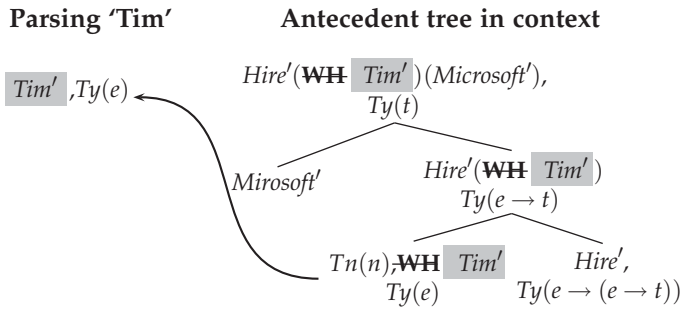 Parsing ‘Tim’ Antecedent tree in context
Tim′ ,Ty(e) Hire′(WH Tim′)(Microsoft′),
Ty(t)
Mirosoft′ Hire′(WH Tim′)
Ty(e → t)
Tn(n),WH Tim′ Hire′,
Ty(e) Ty(e → (e → t))